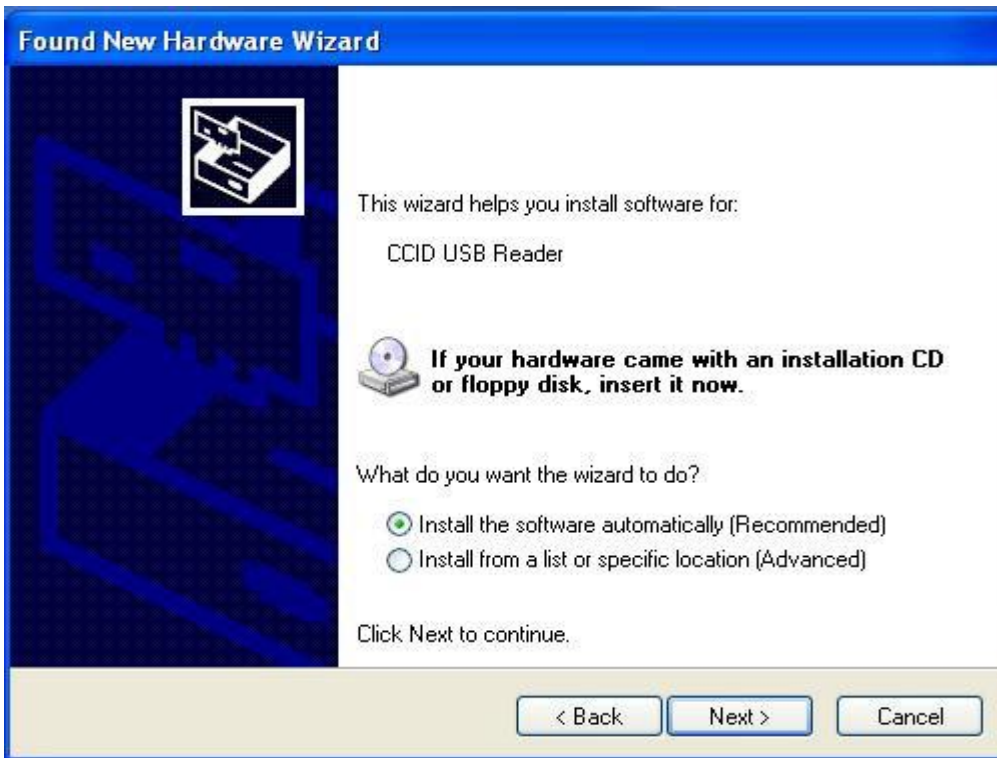 Found New Hardware Wizard
This wizard helps you install software for:
CCID USB Reader
If your hardware came with an installation CD
or floppy disk, insert it now.
What do you want the wizard to do?
Install the software automatically (Recommended)
Install from a list or specific location (Advanced)
Click Next to continue.
< Back Next > Cancel